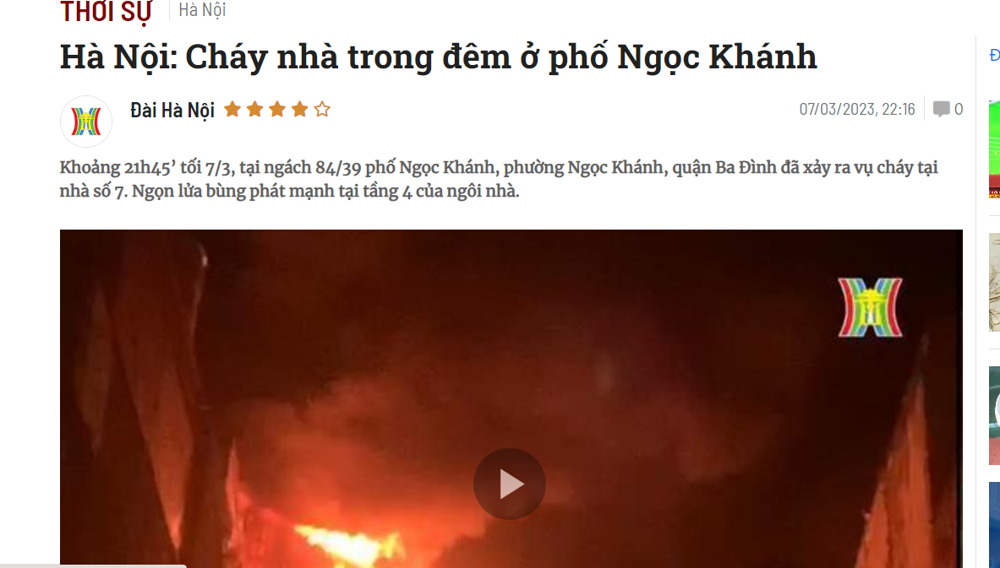 THỜI SỰ Hà Nội
Hà Nội: Cháy nhà trong đêm ở phố Ngọc Khánh
Đài Hà Nội
07/03/2023, 22:16 0
Khoảng 21h45’ tối 7/3, tại ngách 84/39 phố Ngọc Khánh, phường Ngọc Khánh, quận Ba Đình đã xảy ra vụ cháy tại
nhà số 7. Ngọn lửa bùng phát mạnh tại tầng 4 của ngôi nhà.
Đ